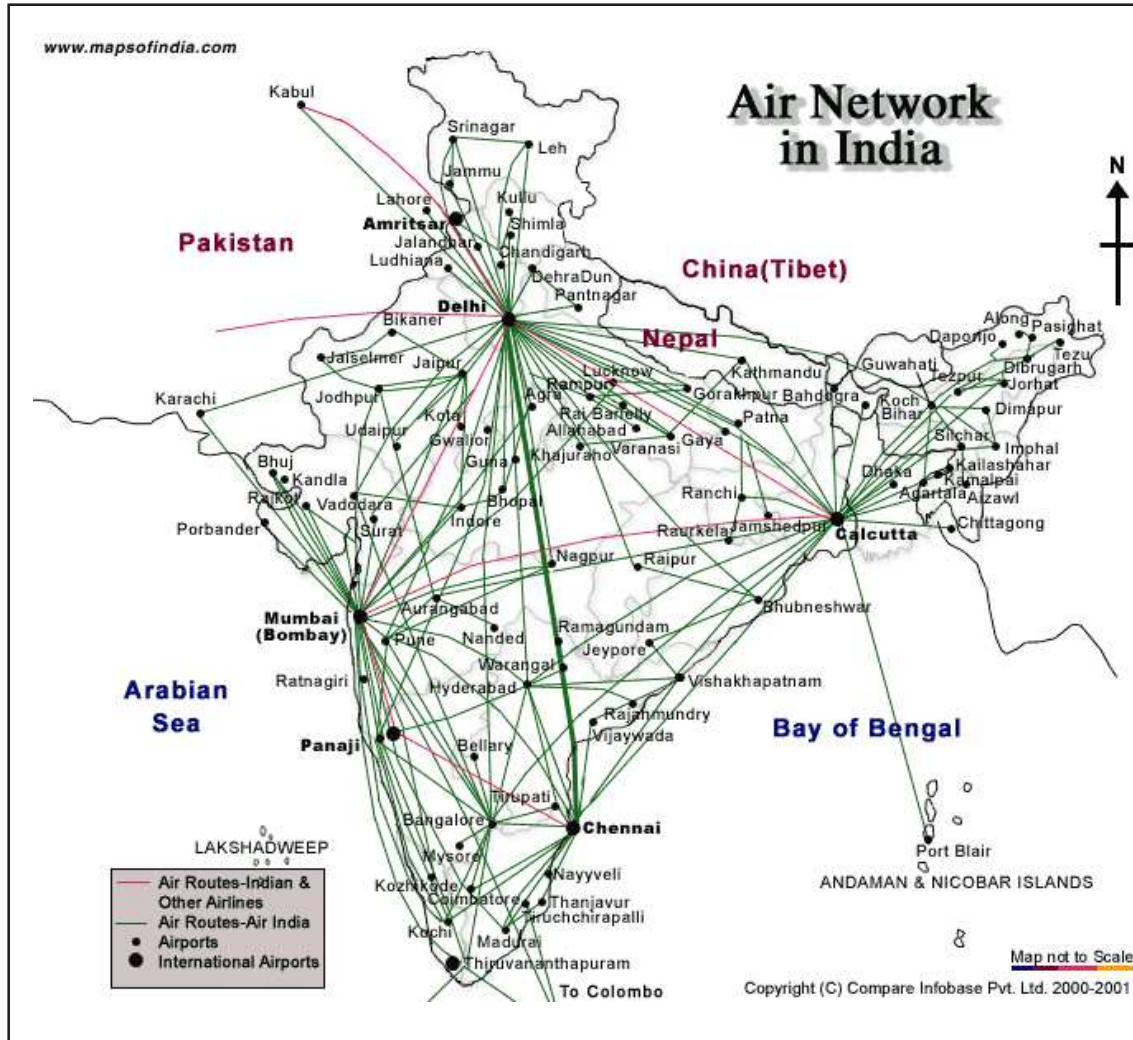 www.mapsofindia.com
Air Network
in India
N
Kabul
Srinagar
Leh
Jammu
Lahore
Kullu
Amritsar
Shimla
Pakistan
Jalandhar
Chandigarh
Ludhiana
DehraDun
China(Tibet)
Pantnagar
Delhi
Bikaner
Nepal
Along
Pasighat
Daponjo
Tezu
Jaiselmer
Jaipur
Kathmandu
Guwahati
Dibrugarh
Lucknow
Tezpur
Jorhat
Rampur
Karachi
Jodhpur
Agra
Gorakhpur
Bahdogra
Koch
Bihar
Dimapur
Kota
Rai Barielly
Patna
Udaipur
Gwalior
Allahabad
Gaya
Silchar
Imphal
Varanasi
Bhuj
Guna
Khajuraho
Kailashahar
Dhaka
Kamalpai
Kandla
Rajkot
Bhopal
Ranchi
Agartala
Aizawl
Vadodara
Porbander
Surat
Indore
Jamshedpur
Chittagong
Raurkela
Calcutta
Nagpur
Raipur
Aurangabad
Bhubneshwar
Mumbai
(Bombay)
Pune
Nanded
Ramagundam
Jeypore
Warangal
Ratnagiri
Hyderabad
Vishakhapatnam
Arabian
Sea
Rajahmundry
Vijaywada
Bay of Bengal
Panaji
Bellary
Tirupati
Bangalore
Chennai
LAKSHADWEEP
Mysore
Port Blair
Nayyveli
Kozhikode
ANDAMAN & NICOBAR ISLANDS
Coimbatore
Thanjavur
Tiruchchirapalli
Kochi
Madurai
Thiruvananthapuram
To Colombo
Air Routes-Indian &
Other Airlines
Air Routes-Air India
Airports
International Airports
Map not to Scale
Copyright (C) Compare Infobase Pvt. Ltd. 2000-2001